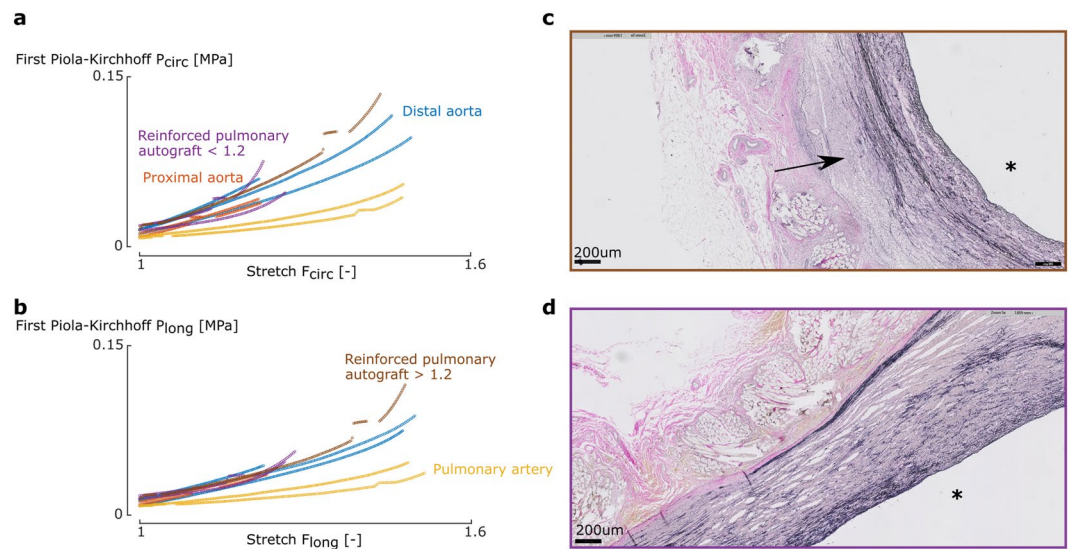 a
First Piola-Kirchhoff Pcirc [MPa]
0.15
Distal aorta
Reinforced pulmonary
autograft < 1.2
Proximal aorta
0
1
1.6
Stretch Fcirc [-]
b
First Piola-Kirchhoff Plong [MPa]
0.15
Reinforced pulmonary
autograft > 1.2
Pulmonary artery
0
1
1.6
Stretch Flong [-]
c
*
200um
d
*
200um